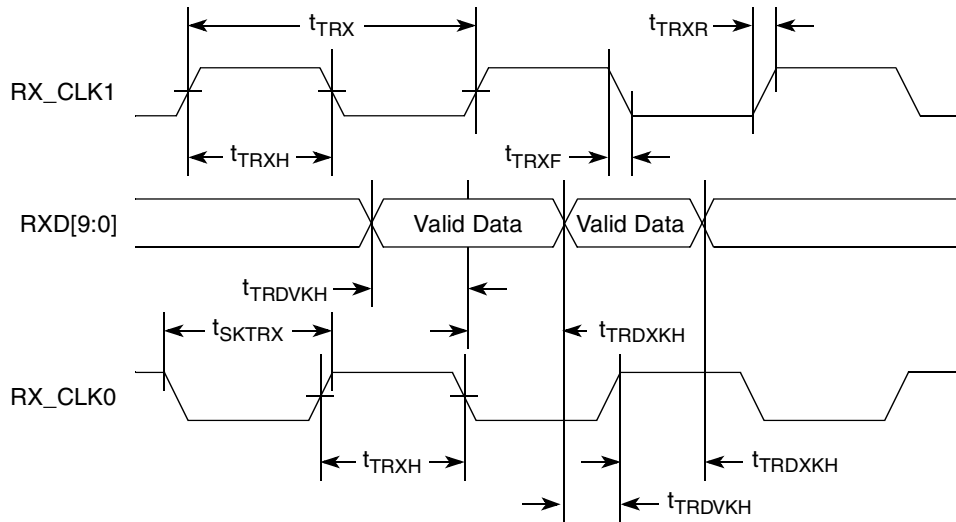 tTRX
tTRXR
RX_CLK1
tTRXH
tTRXF
RXD[9:0]
Valid Data
Valid Data
tTRDVKH
tSKTRX
tTRDXKH
RX_CLK0
tTRXH
tTRDXKH
tTRDVKH